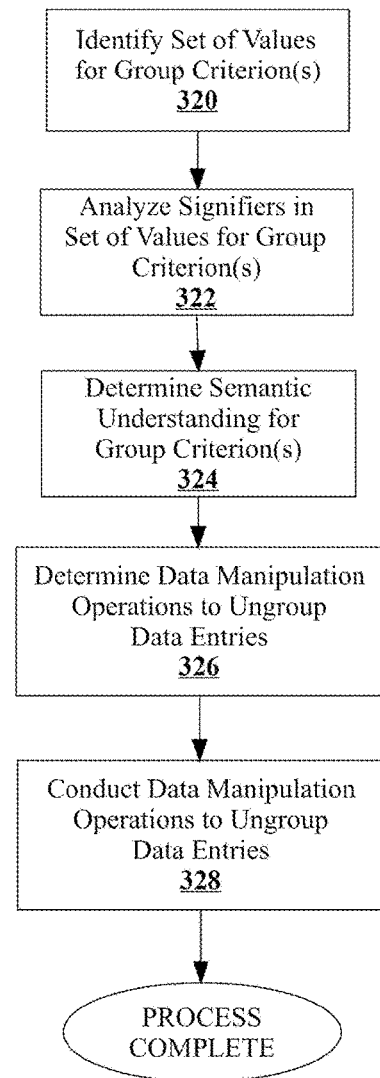 Identify Set of Values
for Group Criterion(s)
320
Analyze Signifiers in
Set of Values for Group
Criterion(s)
322
Determine Semantic
Understanding for
Group Criterion(s)
324
Determine Data Manipulation
Operations to Ungroup
Data Entries
326
Conduct Data Manipulation
Operations to Ungroup
Data Entries
328
PROCESS
COMPLETE